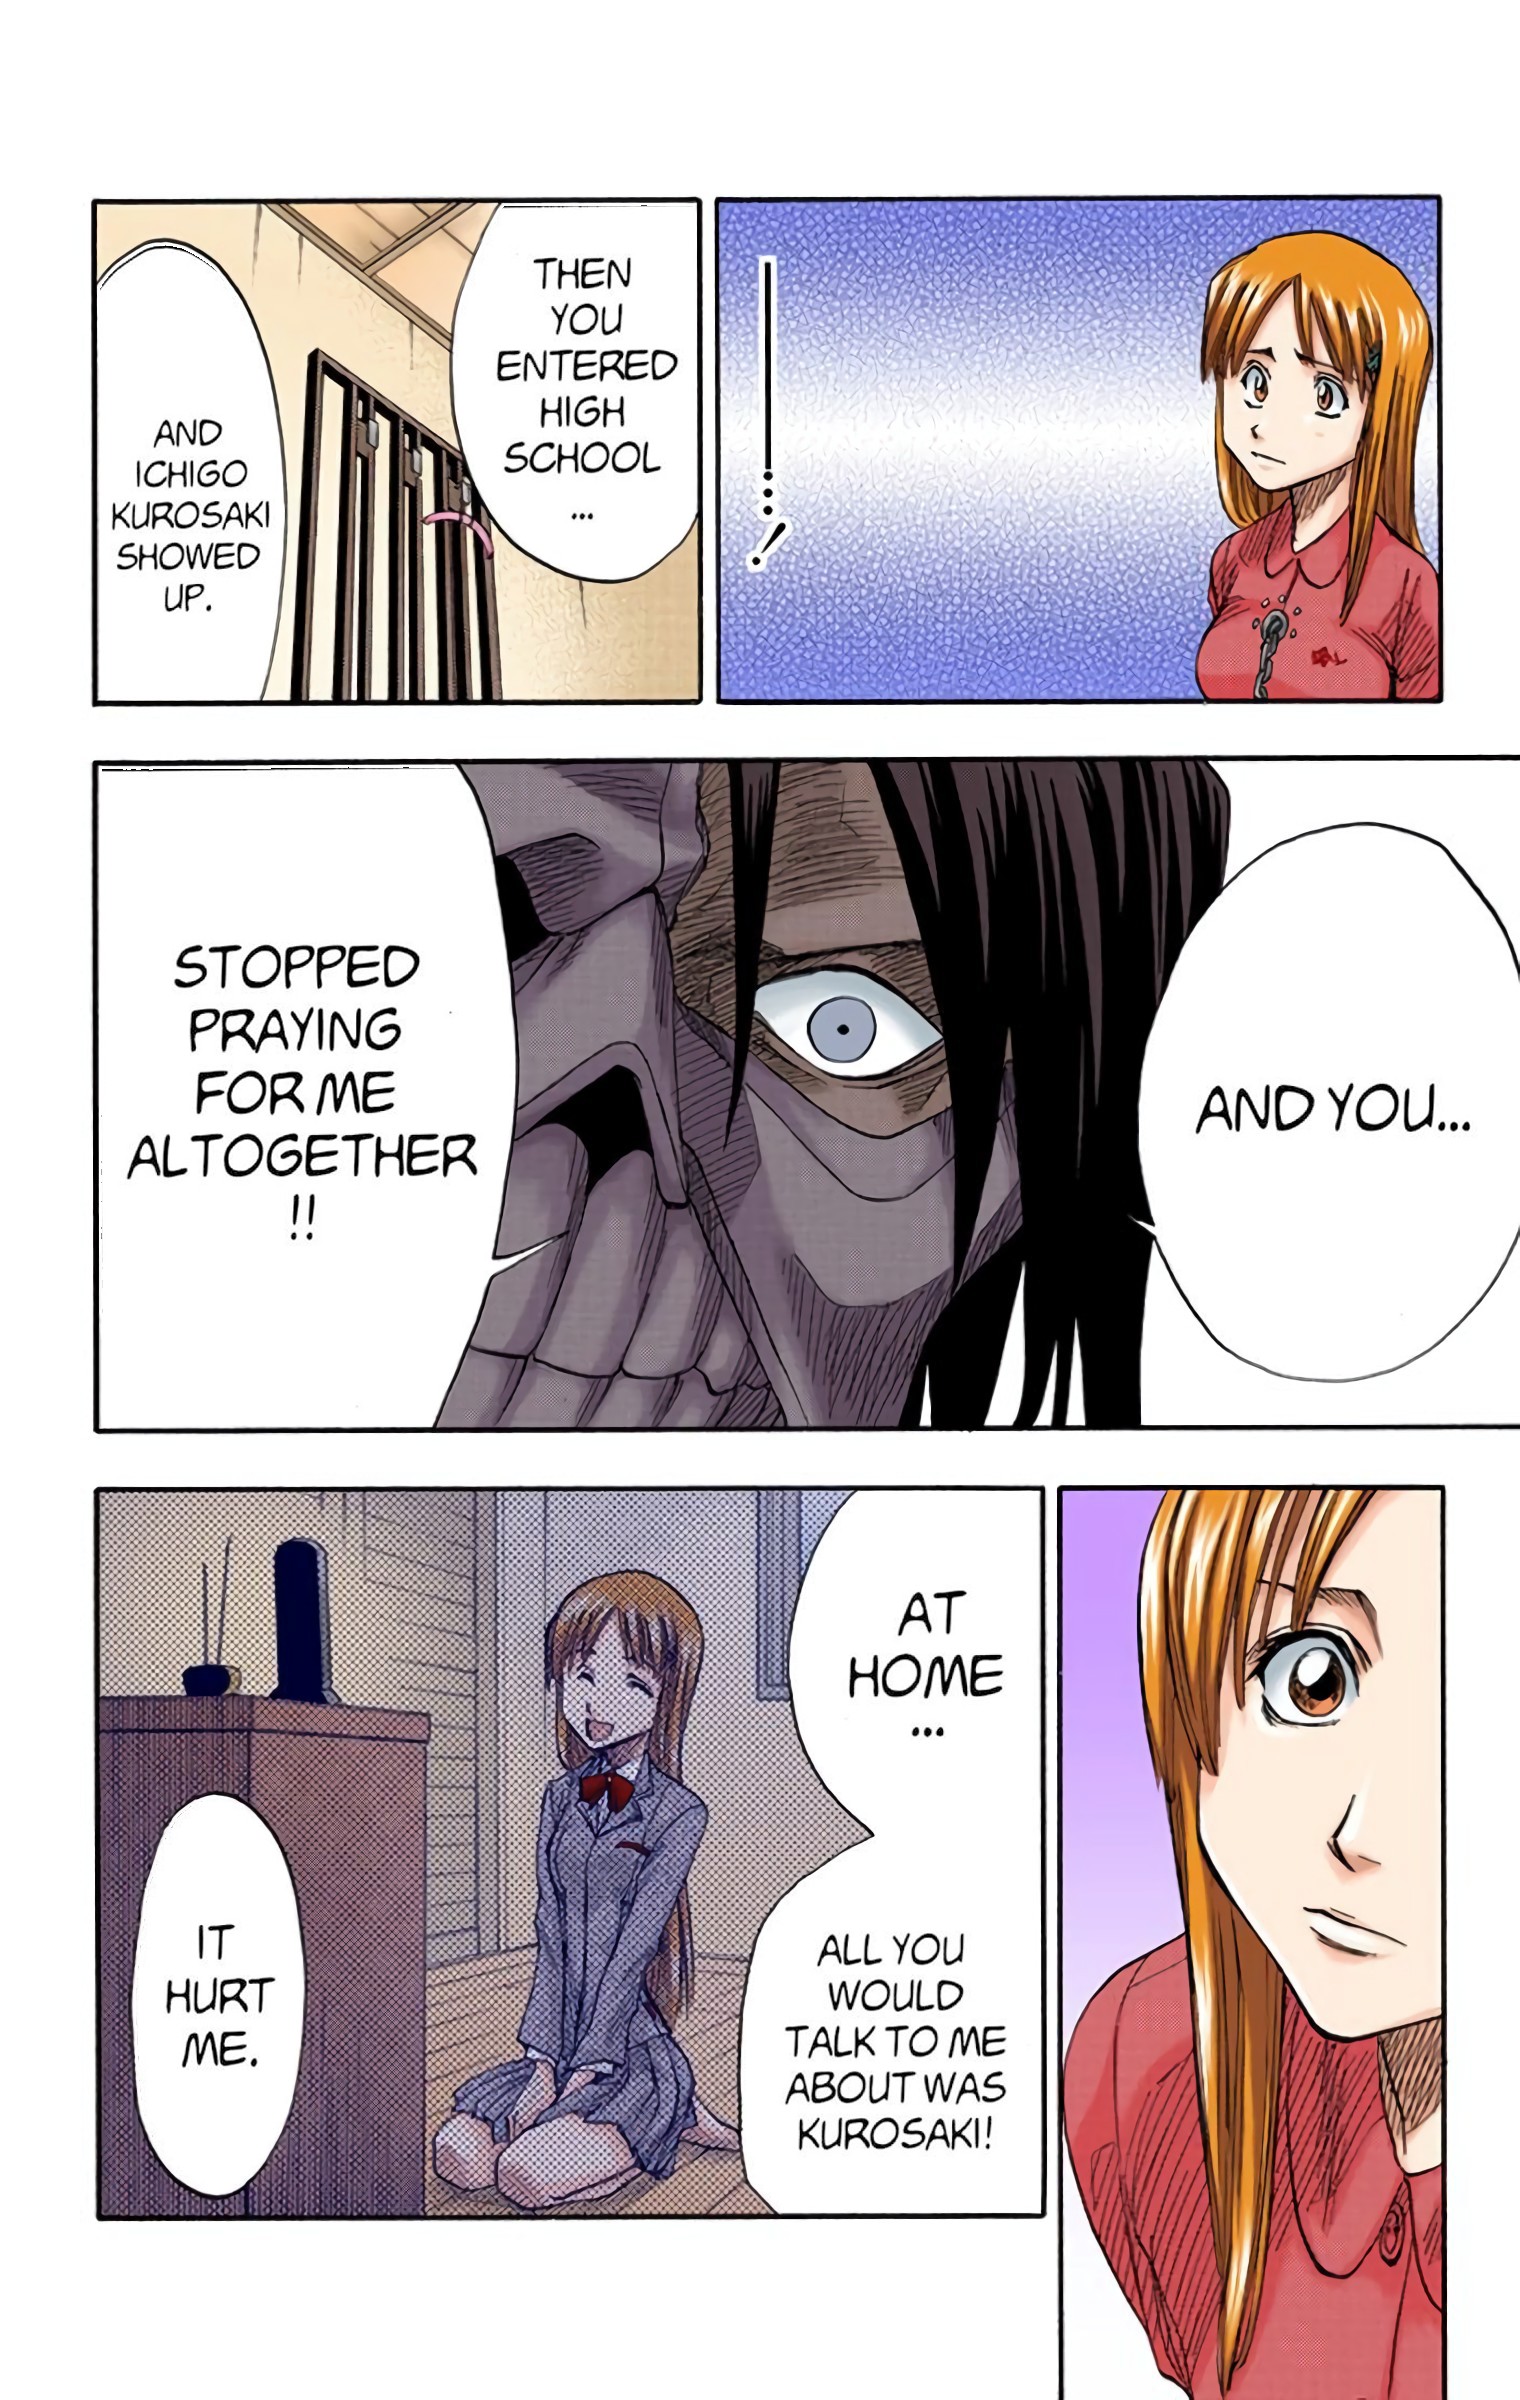 !
THEN
YOU
ENTERED
HIGH
SCHOOL
...
AND
ICHIGO
KUROSAKI
SHOWED
UP.
AND YOU...
STOPPED
PRAYING
FOR ME
ALTOGETHER
!!
AT
HOME
...
ALL YOU
WOULD
TALK TO ME
ABOUT WAS
KUROSAKI!
IT
HURT
ME.